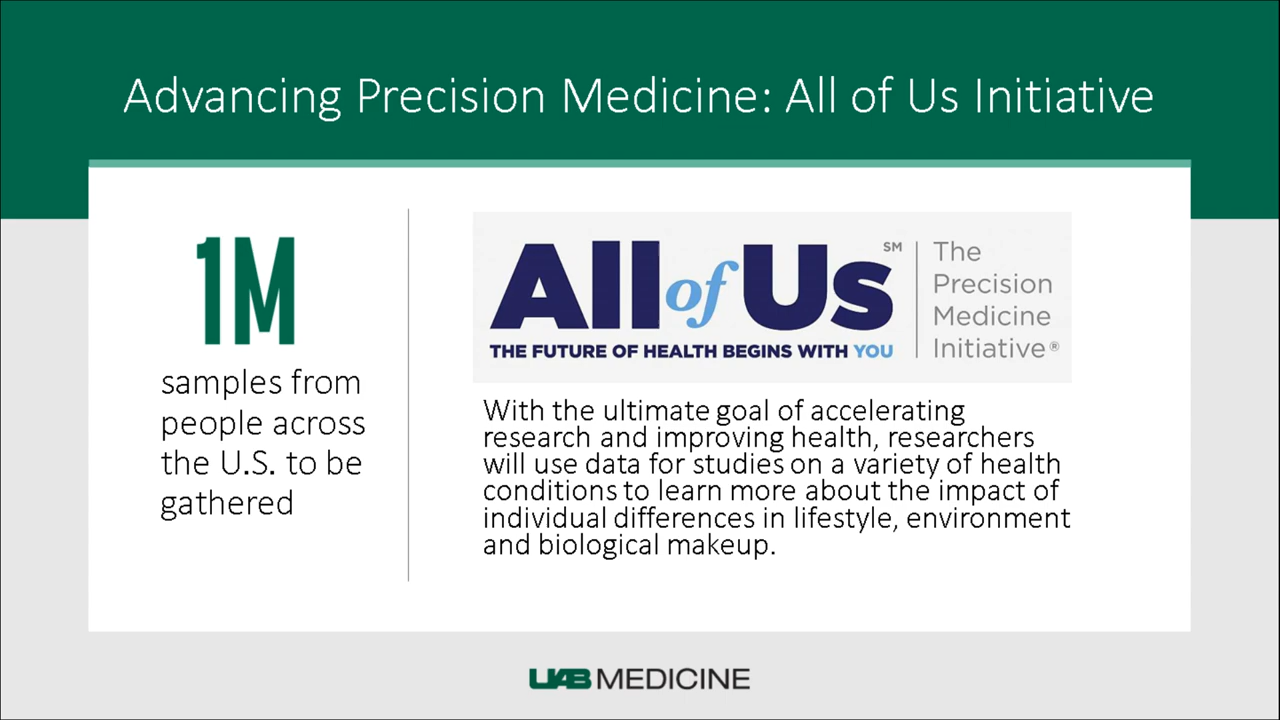 Advancing Precision Medicine: All of Us Initiative
1M
samples from
people across
the U.S. to be
gathered
All of Us SM
THE FUTURE OF HEALTH BEGINS WITH YOU
The
Precision
Medicine
Initiative®
With the ultimate goal of accelerating
research and improving health, researchers
will use data for studies on a variety of health
conditions to learn more about the impact of
individual differences in lifestyle, environment
and biological makeup.
UAB MEDICINE